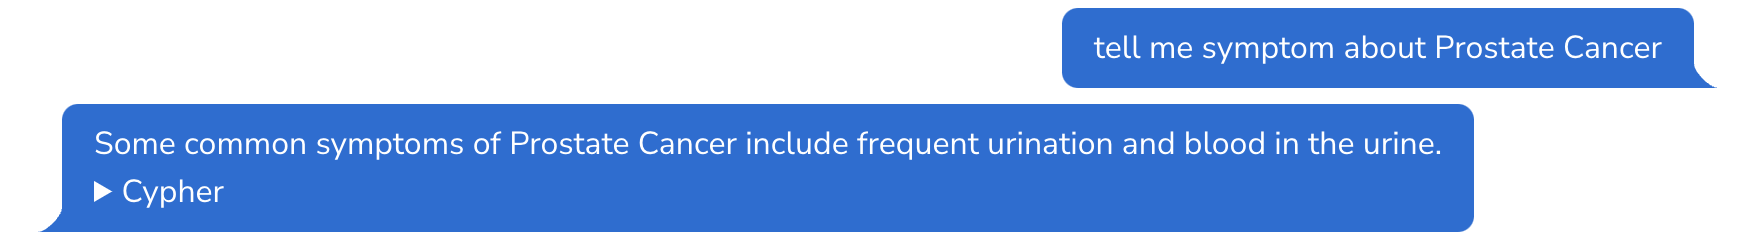 tell me symptom about Prostate Cancer
Some common symptoms of Prostate Cancer include frequent urination and blood in the urine.
▶ Cypher